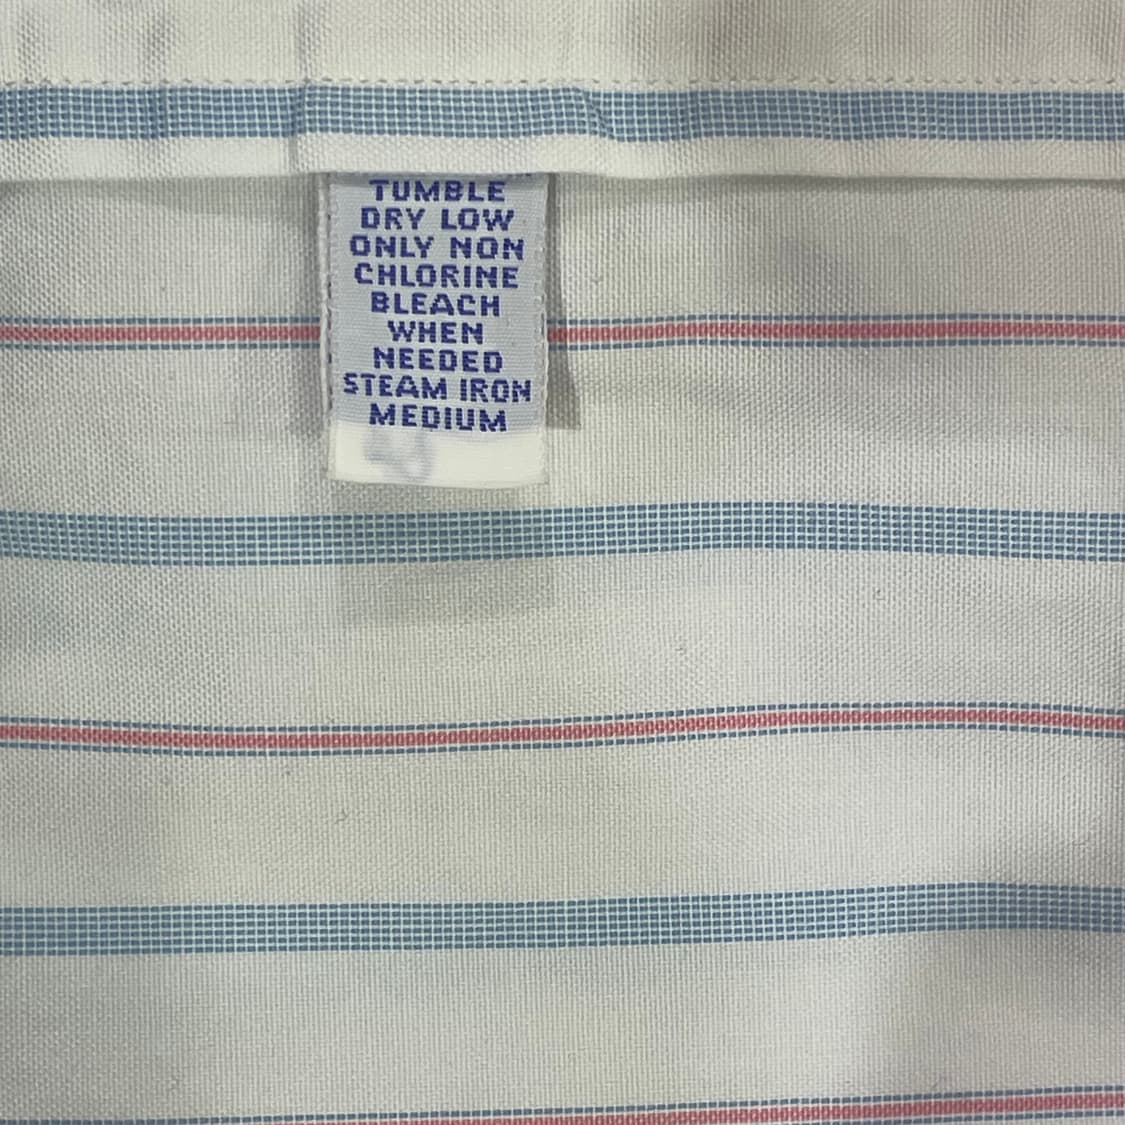 TUMBLE
DRY LOW
ONLY NON
CHLORINE
BLEACH
WHEN
NEEDED
STEAM IRON
MEDIUM